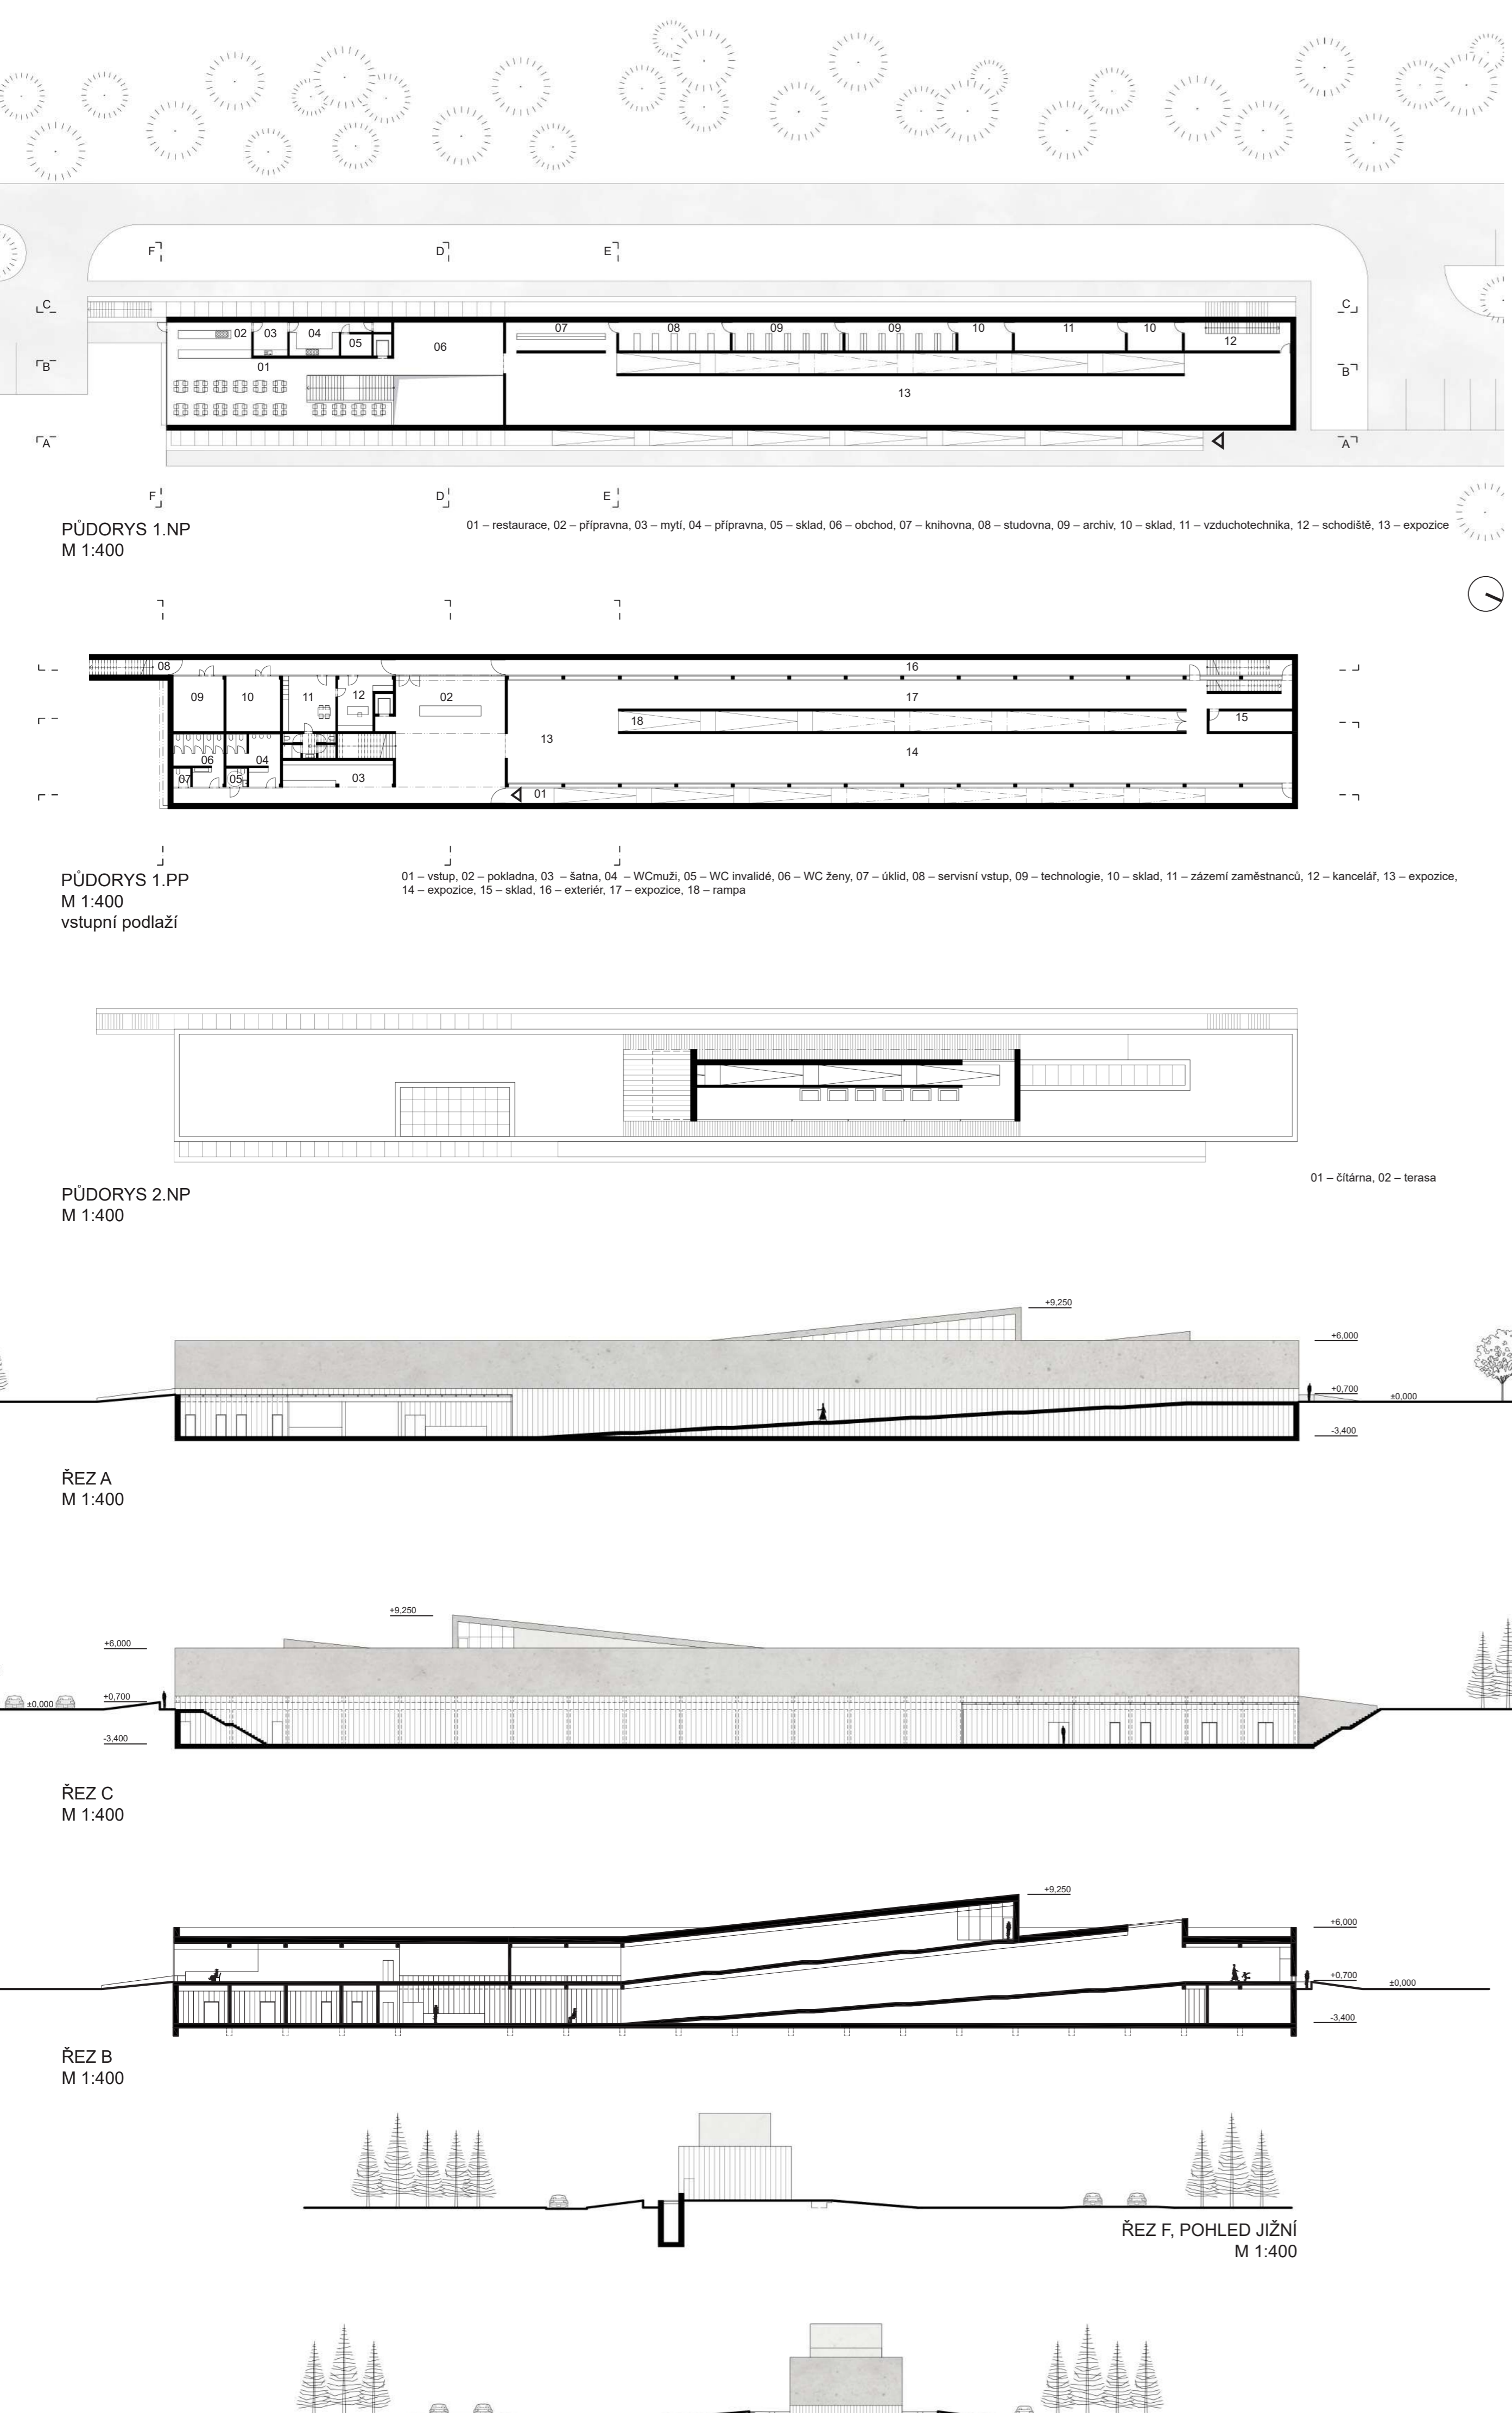 F D E
C C
02 03 04 05 06 07 08 09 09 10 11 10 12
B 01 13 B
A A
F D E
PŮDORYS 1.NP
M 1:400
01 – restaurace, 02 – přípravna, 03 – mytí, 04 – přípravna, 05 – sklad, 06 – obchod, 07 – knihovna, 08 – studovna, 09 – archiv, 10 – sklad, 11 – vzduchotechnika, 12 – schodiště, 13 – expozice
08 16
09 10 11 12 02 17
18 15
13 14
06 04
07 05 03
01
PŮDORYS 1.PP
M 1:400
vstupní podlaží
01 – vstup, 02 – pokladna, 03 – šatna, 04 – WCmuži, 05 – WC invalidé, 06 – WC ženy, 07 – úklid, 08 – servisní vstup, 09 – technologie, 10 – sklad, 11 – zázemí zaměstnanců, 12 – kancelář, 13 – expozice,
14 – expozice, 15 – sklad, 16 – exteriér, 17 – expozice, 18 – rampa
01 – čítárna, 02 – terasa
PŮDORYS 2.NP
M 1:400
+9,250
+6,000
+0,700
±0,000
-3,400
ŘEZ A
M 1:400
+9,250
+6,000
+0,700
±0,000
-3,400
ŘEZ C
M 1:400
+9,250
+6,000
+0,700
±0,000
-3,400
ŘEZ B
M 1:400
ŘEZ F, POHLED JIŽNÍ
M 1:400